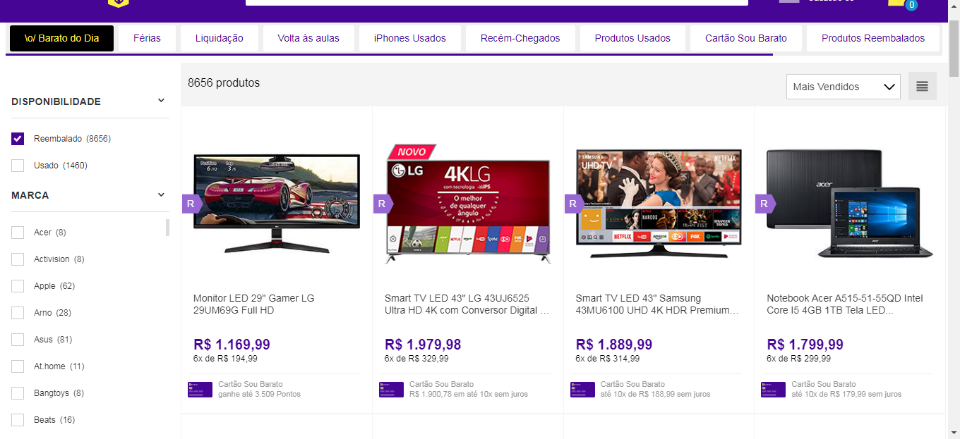 0
\o/ Barato do Dia
Férias
Liquidação
Volta às aulas
iPhones Usados
Recém-Chegados
Produtos Usados
Cartão Sou Barato
Produtos Reembalados
8656 produtos
Mais Vendidos
DISPONIBILIDADE
Reembalado (8656)
Usado (1460)
MARCA
Acer (8)
Activision (8)
Apple (62)
Arno (28)
Asus (81)
At.home (11)
Bangtoys (8)
Beats (16)
R
Monitor LED 29" Gamer LG
29UM69G Full HD
R$ 1.169,99
6x de R$ 194,99
Cartão Sou Barato
ganhe até 3.509 Pontos
NOVO
LG
4KLG
O melhor de
qualquer
ângulo
R
Smart TV LED 43" LG 43UJ6525
Ultra HD 4K com Conversor Digital ...
R$ 1.979,98
6x de R$ 329,99
Cartão Sou Barato
R$ 1.900,78 em até 10x sem juros
SAMSUNG
UHD TV
NETFLIX
R
Smart TV LED 43" Samsung
43MU6100 UHD 4K HDR Premium...
R$ 1.889,99
6x de R$ 314,99
Cartão Sou Barato
até 10x de R$ 188,99 sem juros
acer
R
Notebook Acer A515-51-55QD Intel
Core I5 4GB 1TB Tela LED...
R$ 1.799,99
6x de R$ 299,99
Cartão Sou Barato
até 10x de R$ 179,99 sem juros